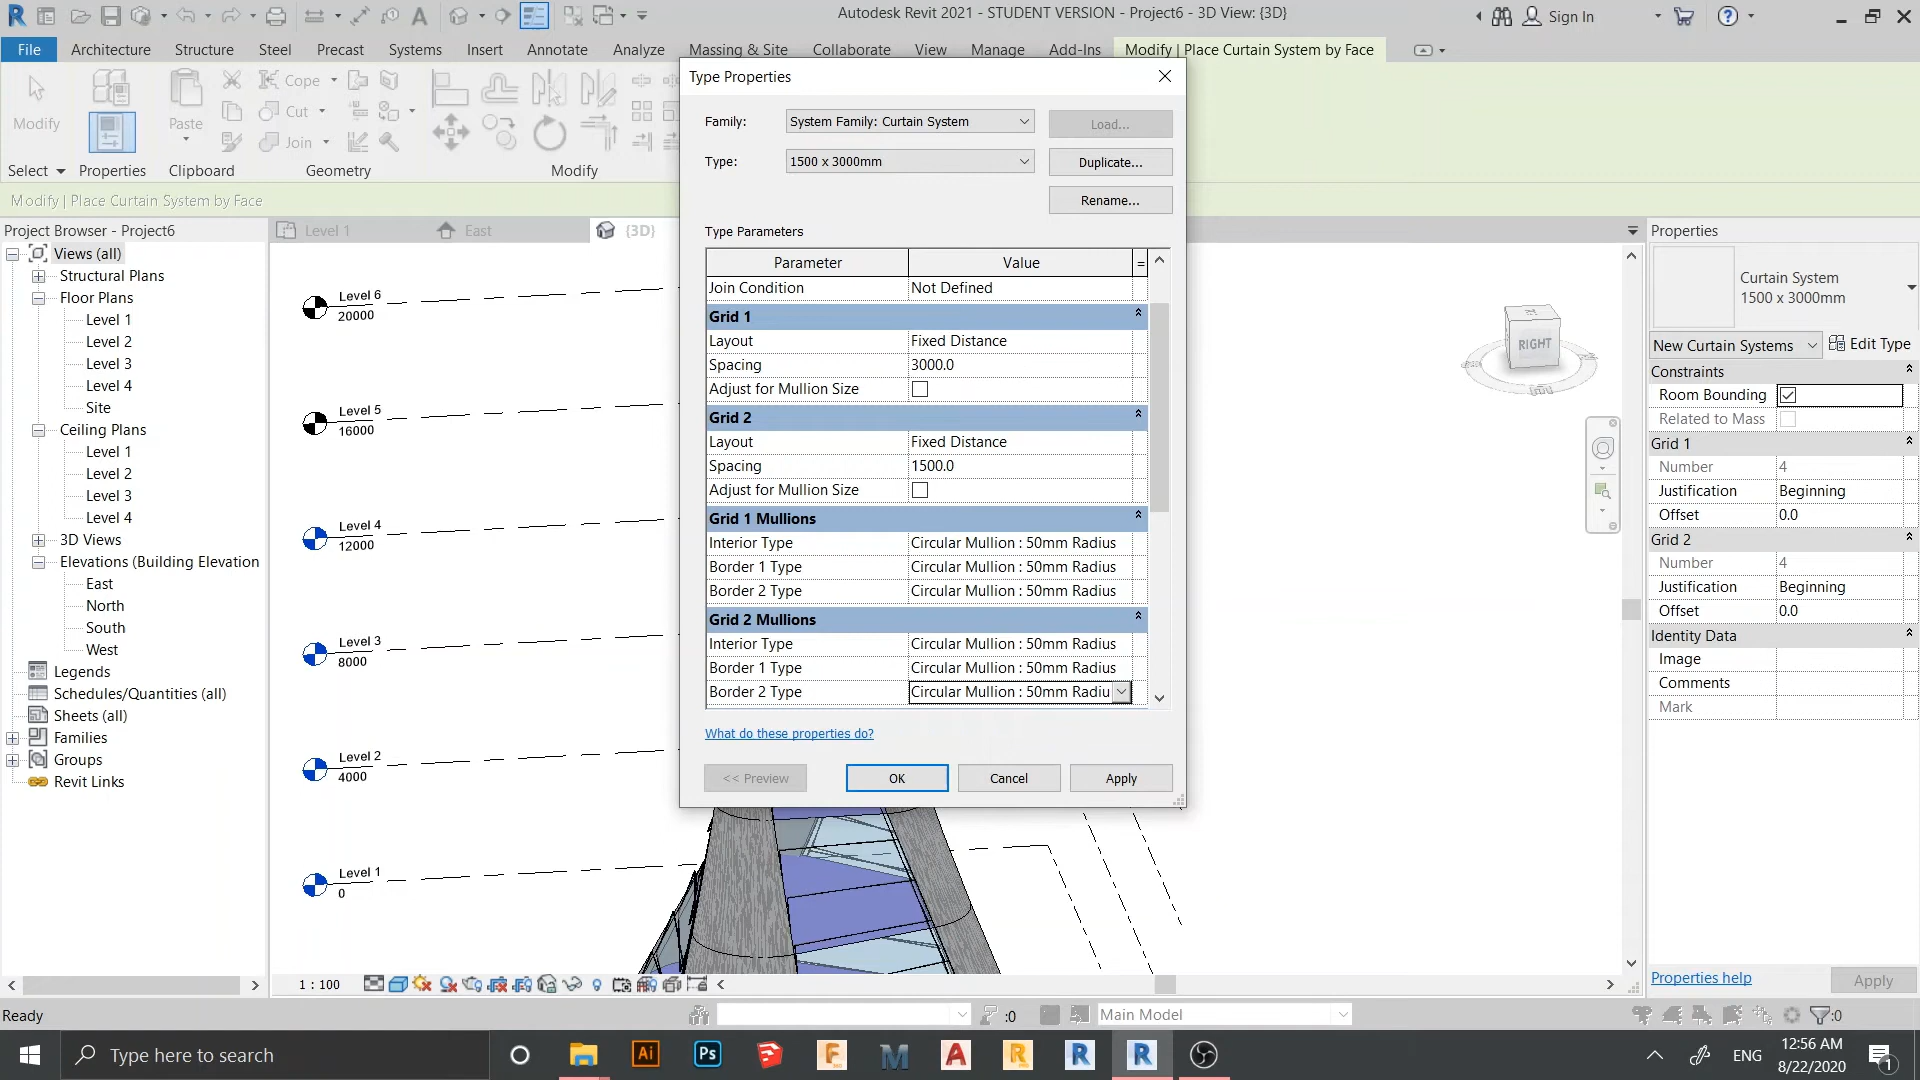 Autodesk Revit 2021 - STUDENT VERSION - Project6 - 3D View: {3D}
Sign In
File
Architecture
Structure
Steel
Precast
Systems
Insert
Annotate
Analyze
Massing & Site
Collaborate
View
Manage
Add-Ins
Modify | Place Curtain System by Face
Modify
Paste
Cope
Cut
Join
Select
Properties
Clipboard
Geometry
Modify
Modify | Place Curtain System by Face
Project Browser - Project6
Views (all)
Structural Plans
Floor Plans
Level 1
Level 2
Level 3
Level 4
Site
Ceiling Plans
Level 1
Level 2
Level 3
Level 4
3D Views
Elevations (Building Elevation
East
North
South
West
Legends
Schedules/Quantities (all)
Sheets (all)
Families
Groups
Revit Links
Level 1
East
{3D}
Level 6
20000
Level 5
16000
Level 4
12000
Level 3
8000
Level 2
4000
Level 1
0
Type Properties
Family:
System Family: Curtain System
Load...
Type:
1500 x 3000mm
Duplicate...
Rename...
Type Parameters
Parameter
Value
=
Join Condition
Not Defined
Grid 1
Layout
Fixed Distance
Spacing
3000.0
Adjust for Mullion Size
Grid 2
Layout
Fixed Distance
Spacing
1500.0
Adjust for Mullion Size
Grid 1 Mullions
Interior Type
Circular Mullion : 50mm Radius
Border 1 Type
Circular Mullion : 50mm Radius
Border 2 Type
Circular Mullion : 50mm Radius
Grid 2 Mullions
Interior Type
Circular Mullion : 50mm Radius
Border 1 Type
Circular Mullion : 50mm Radius
Border 2 Type
Circular Mullion : 50mm Radiu
What do these properties do?
<< Preview
OK
Cancel
Apply
RIGHT
Properties
Curtain System
1500 x 3000mm
New Curtain Systems
Edit Type
Constraints
Room Bounding
Related to Mass
Grid 1
Number
4
Justification
Beginning
Offset
0.0
Grid 2
Number
4
Justification
Beginning
Offset
0.0
Identity Data
Image
Comments
Mark
Properties help
Apply
1 : 100
Ready
:0
Main Model
:0
Type here to search
Ai
Ps
F
M
A
R
R
R
ENG
12:56 AM
8/22/2020
1